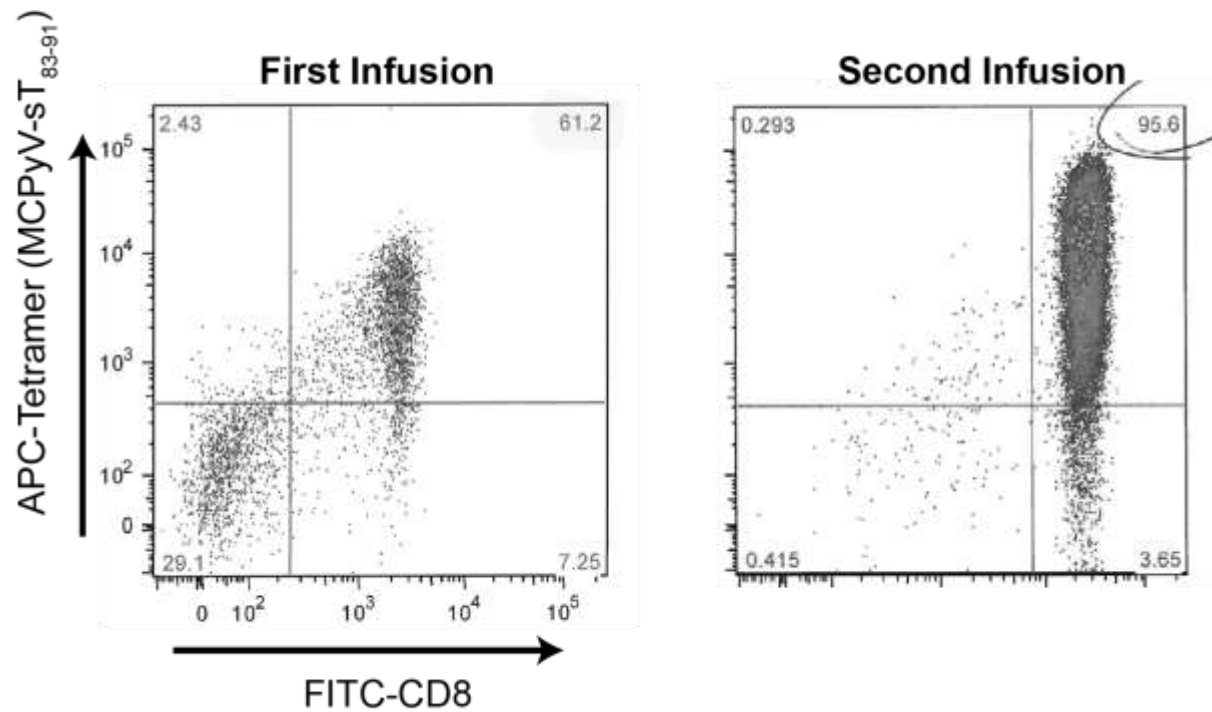 First Infusion
Second Infusion
APC-Tetramer (MCPyV-sT83-91)
2.43
61.2
10^5
10^4
10^3
10^2
0
29.1
7.25
0 10^2 10^3 10^4 10^5
FITC-CD8
0.293
95.6
0.415
3.65